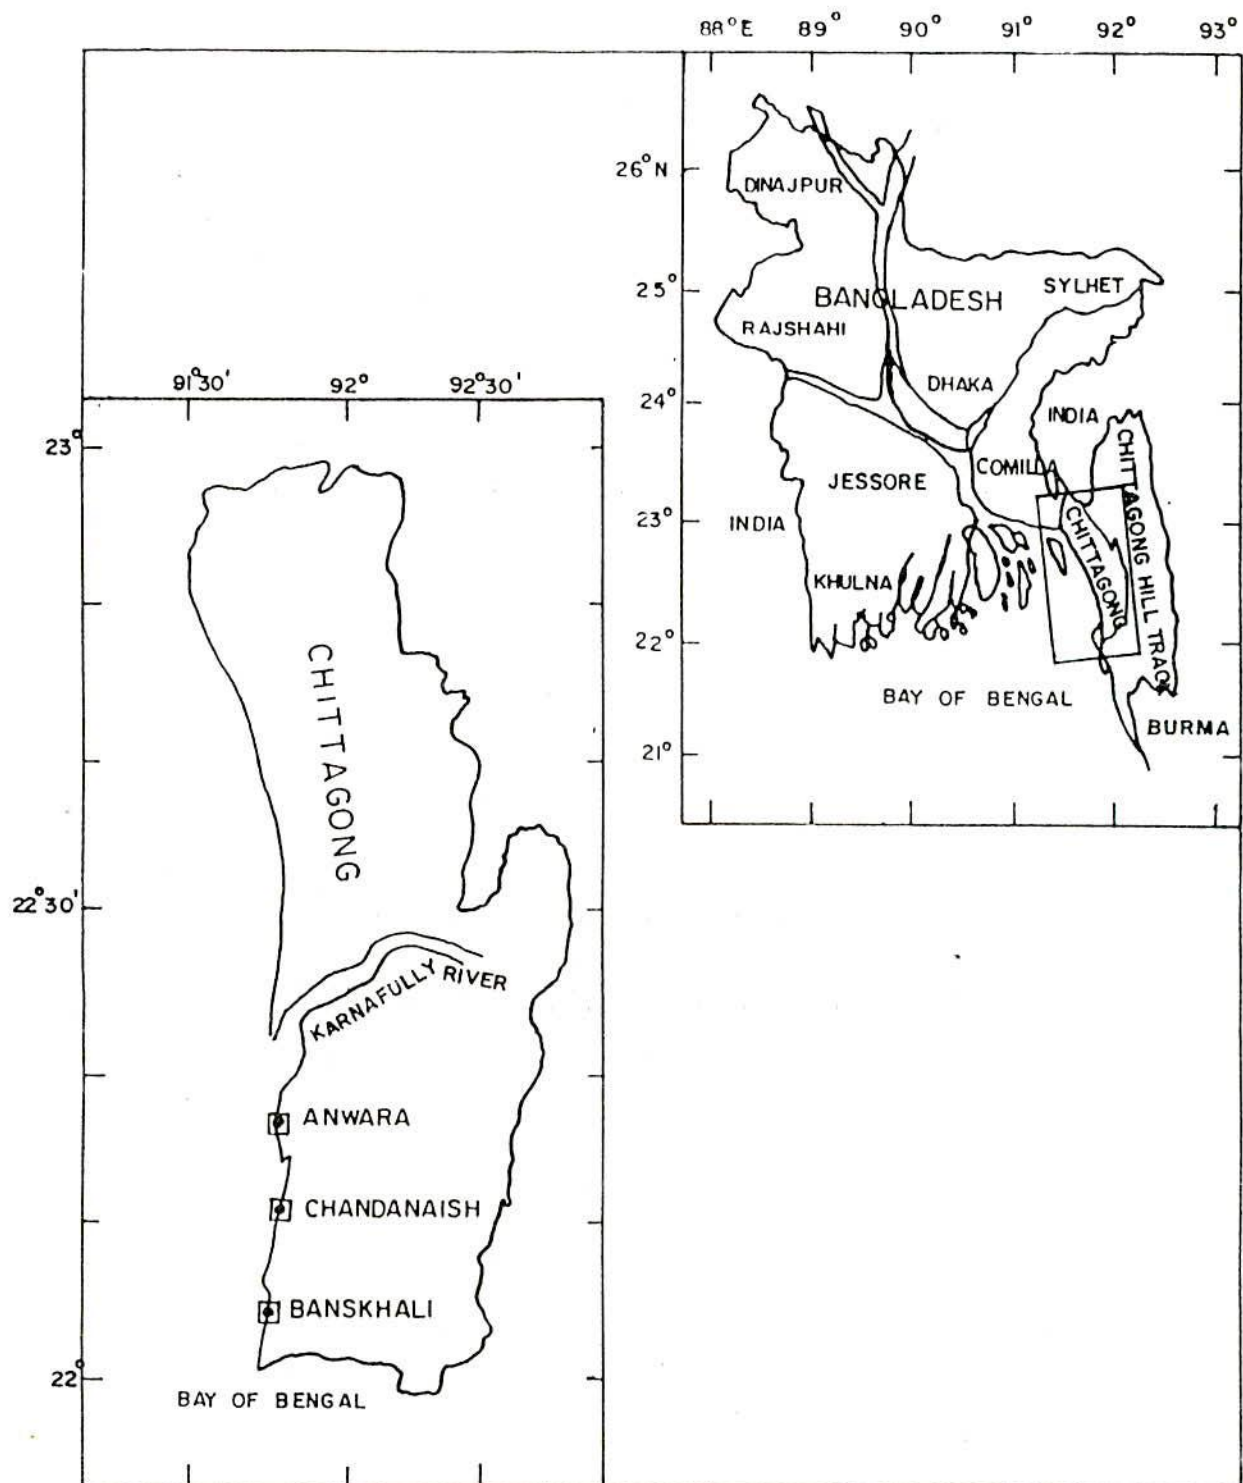 88°E 89° 90° 91° 92° 93°
26°N
DINAJPUR
25°
BANGLADESH
SYLHET
RAJSHAHI
91°30' 92° 92°30'
DHAKA
24°
INDIA
23°
COMILLA
JESSORE
CHITTAGONG HILL TRACT
INDIA
23°
CHITTAGONG
KHULNA
22°
BAY OF BENGAL
BURMA
21°
CHITTAGONG
22°30'
KARNAFULLY RIVER
ANWARA
CHANDANAISH
BANSKHALI
22°
BAY OF BENGAL